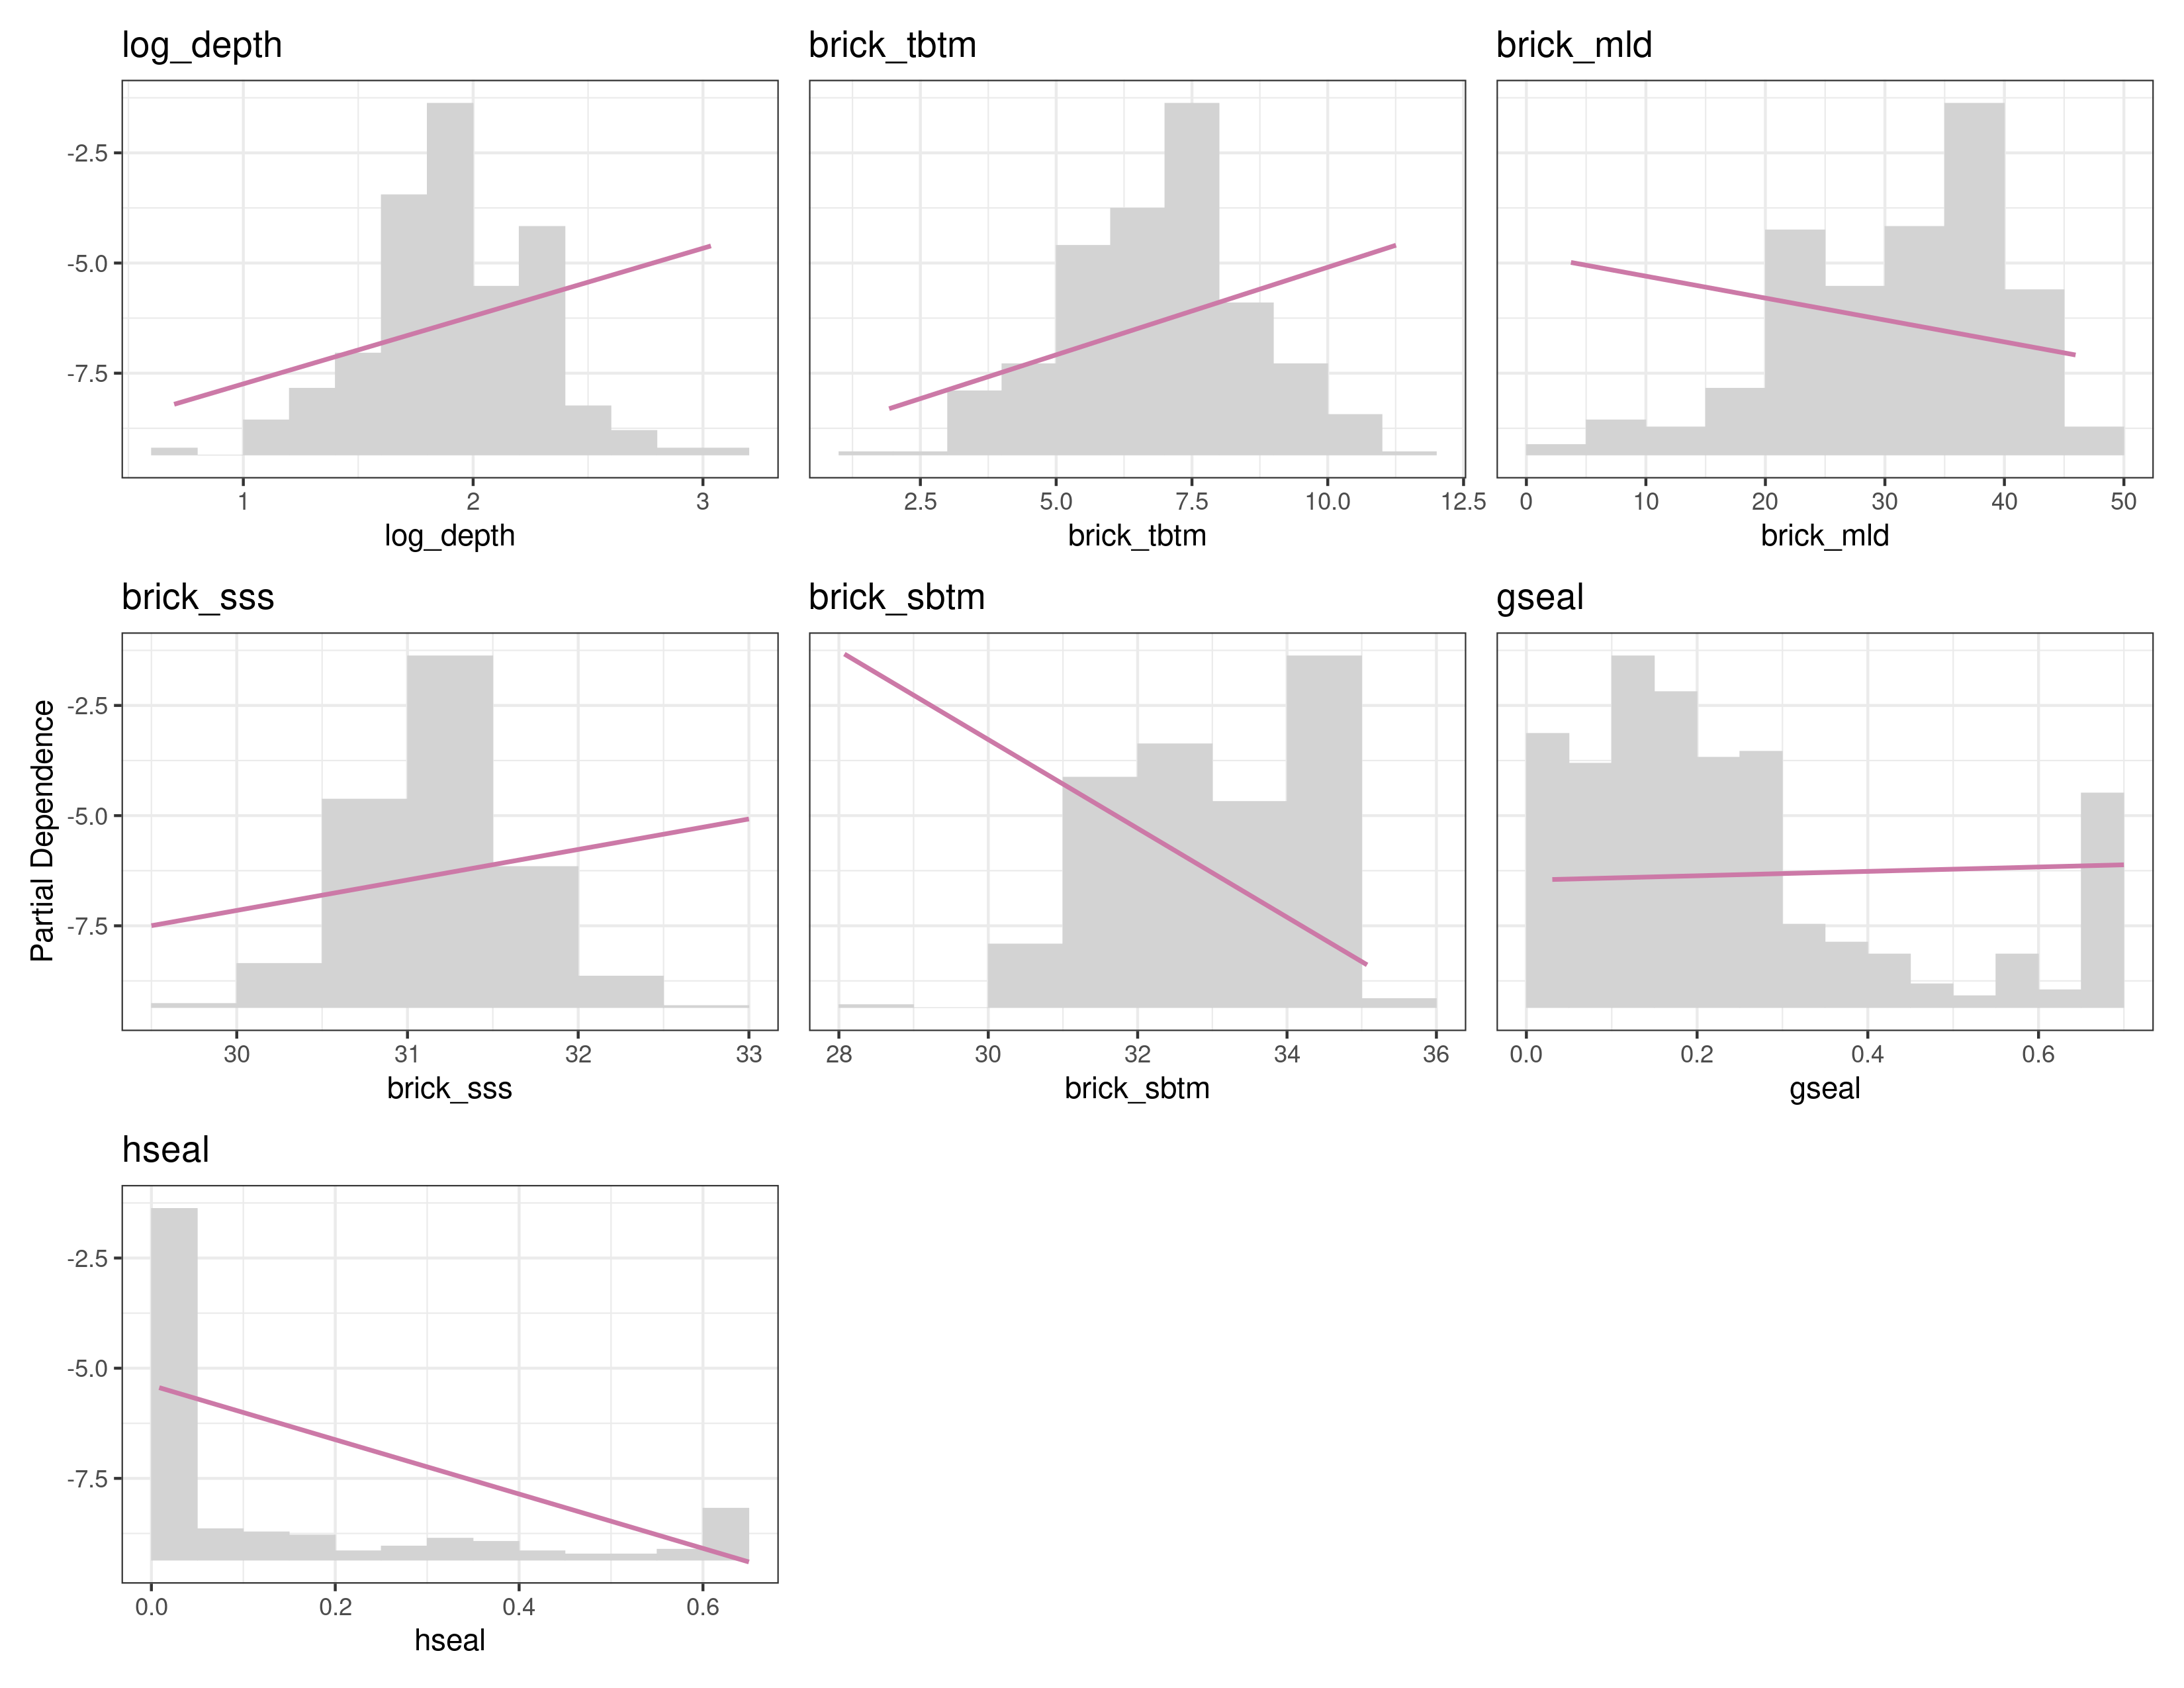 log_depth brick_tbtm brick_mld
-2.5
-5.0
-7.5
1 2 3 2.5 5.0 7.5 10.0 12.5 0 10 20 30 40 50
log_depth brick_tbtm brick_mld
brick_sss brick_sbtm gseal
Partial Dependence
-2.5
-5.0
-7.5
30 31 32 33 28 30 32 34 36 0.0 0.2 0.4 0.6
brick_sss brick_sbtm gseal
hseal
-2.5
-5.0
-7.5
0.0 0.2 0.4 0.6
hseal